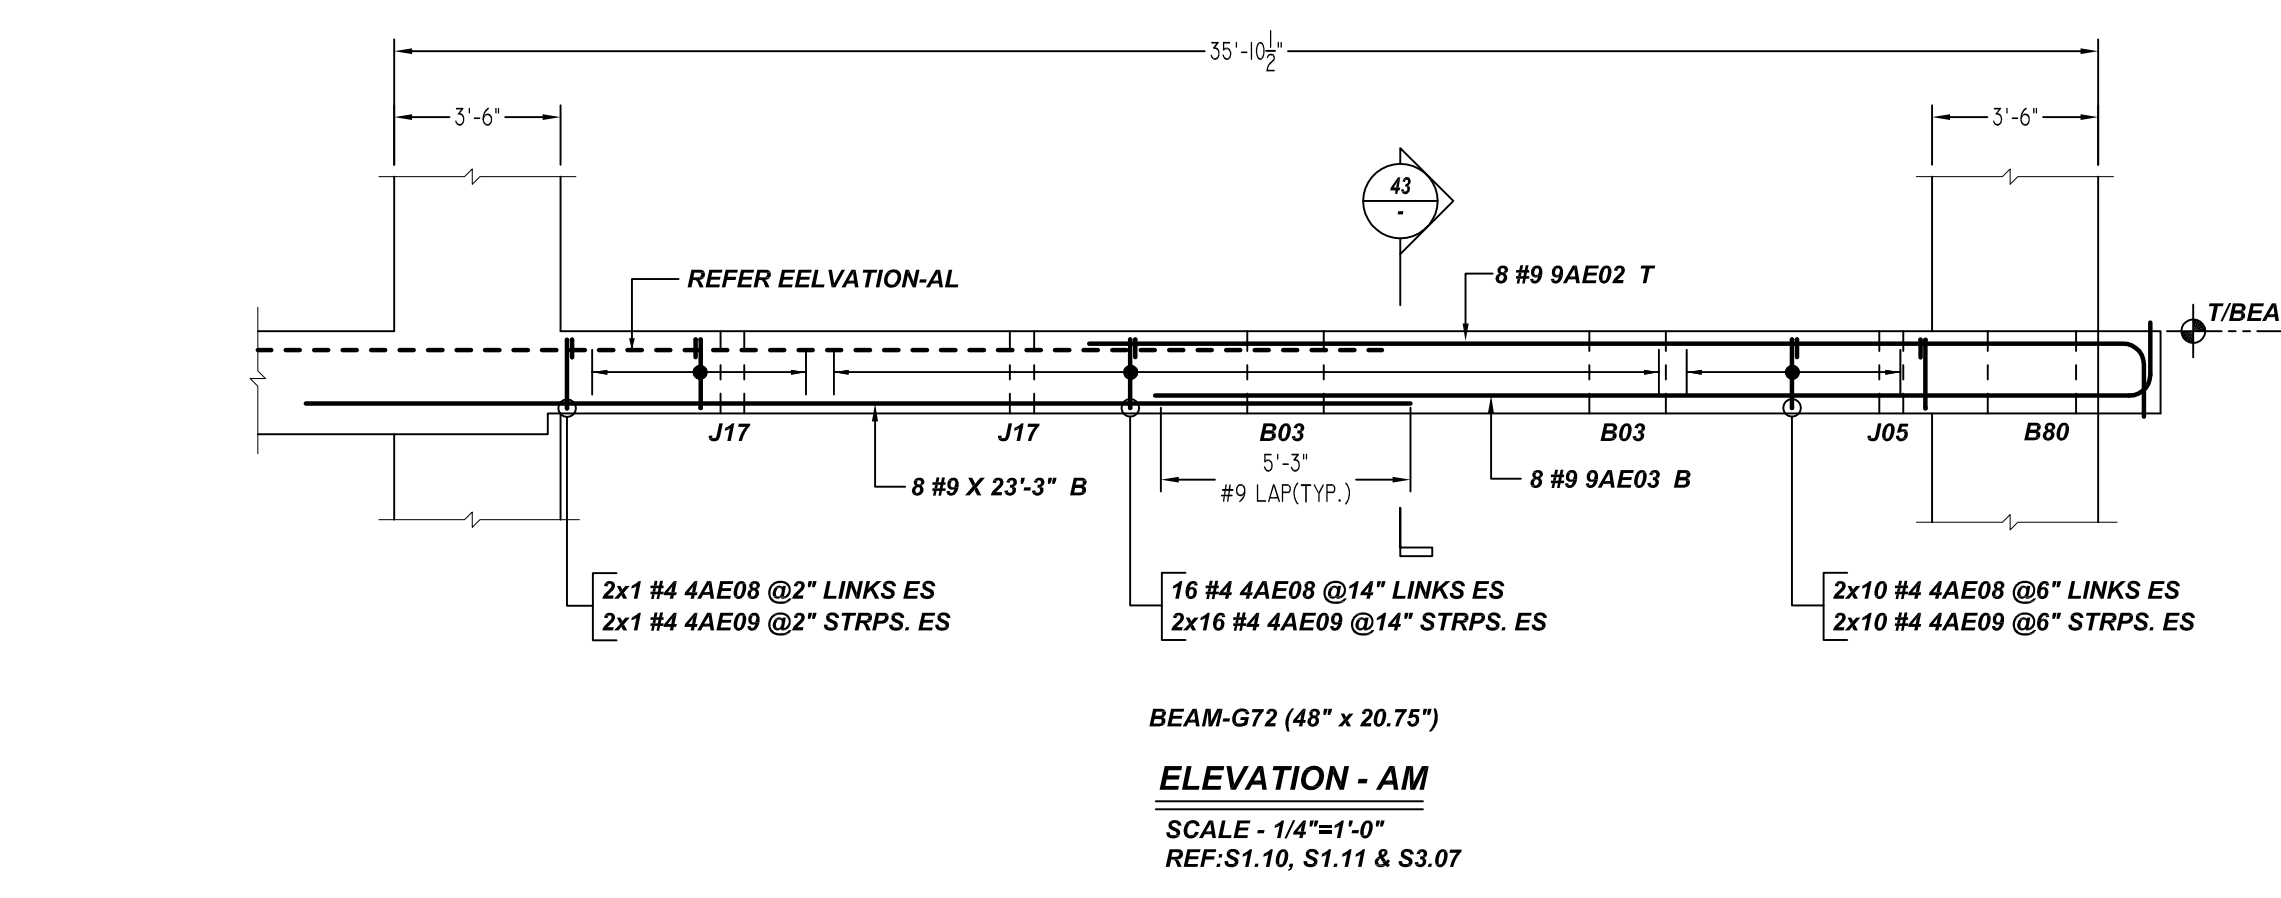 35'-10 1/2"
3'-6"
3'-6"
43
-
REFER EELVATION-AL
8 #9 9AE02 T
T/BEA
J17
J17
B03
B03
J05
B80
5'-3"
#9 LAP(TYP.)
8 #9 X 23'-3" B
8 #9 9AE03 B
2x1 #4 4AE08 @2" LINKS ES
2x1 #4 4AE09 @2" STRPS. ES
16 #4 4AE08 @14" LINKS ES
2x16 #4 4AE09 @14" STRPS. ES
2x10 #4 4AE08 @6" LINKS ES
2x10 #4 4AE09 @6" STRPS. ES
BEAM-G72 (48" x 20.75")
ELEVATION - AM
SCALE - 1/4"=1'-0"
REF:S1.10, S1.11 & S3.07